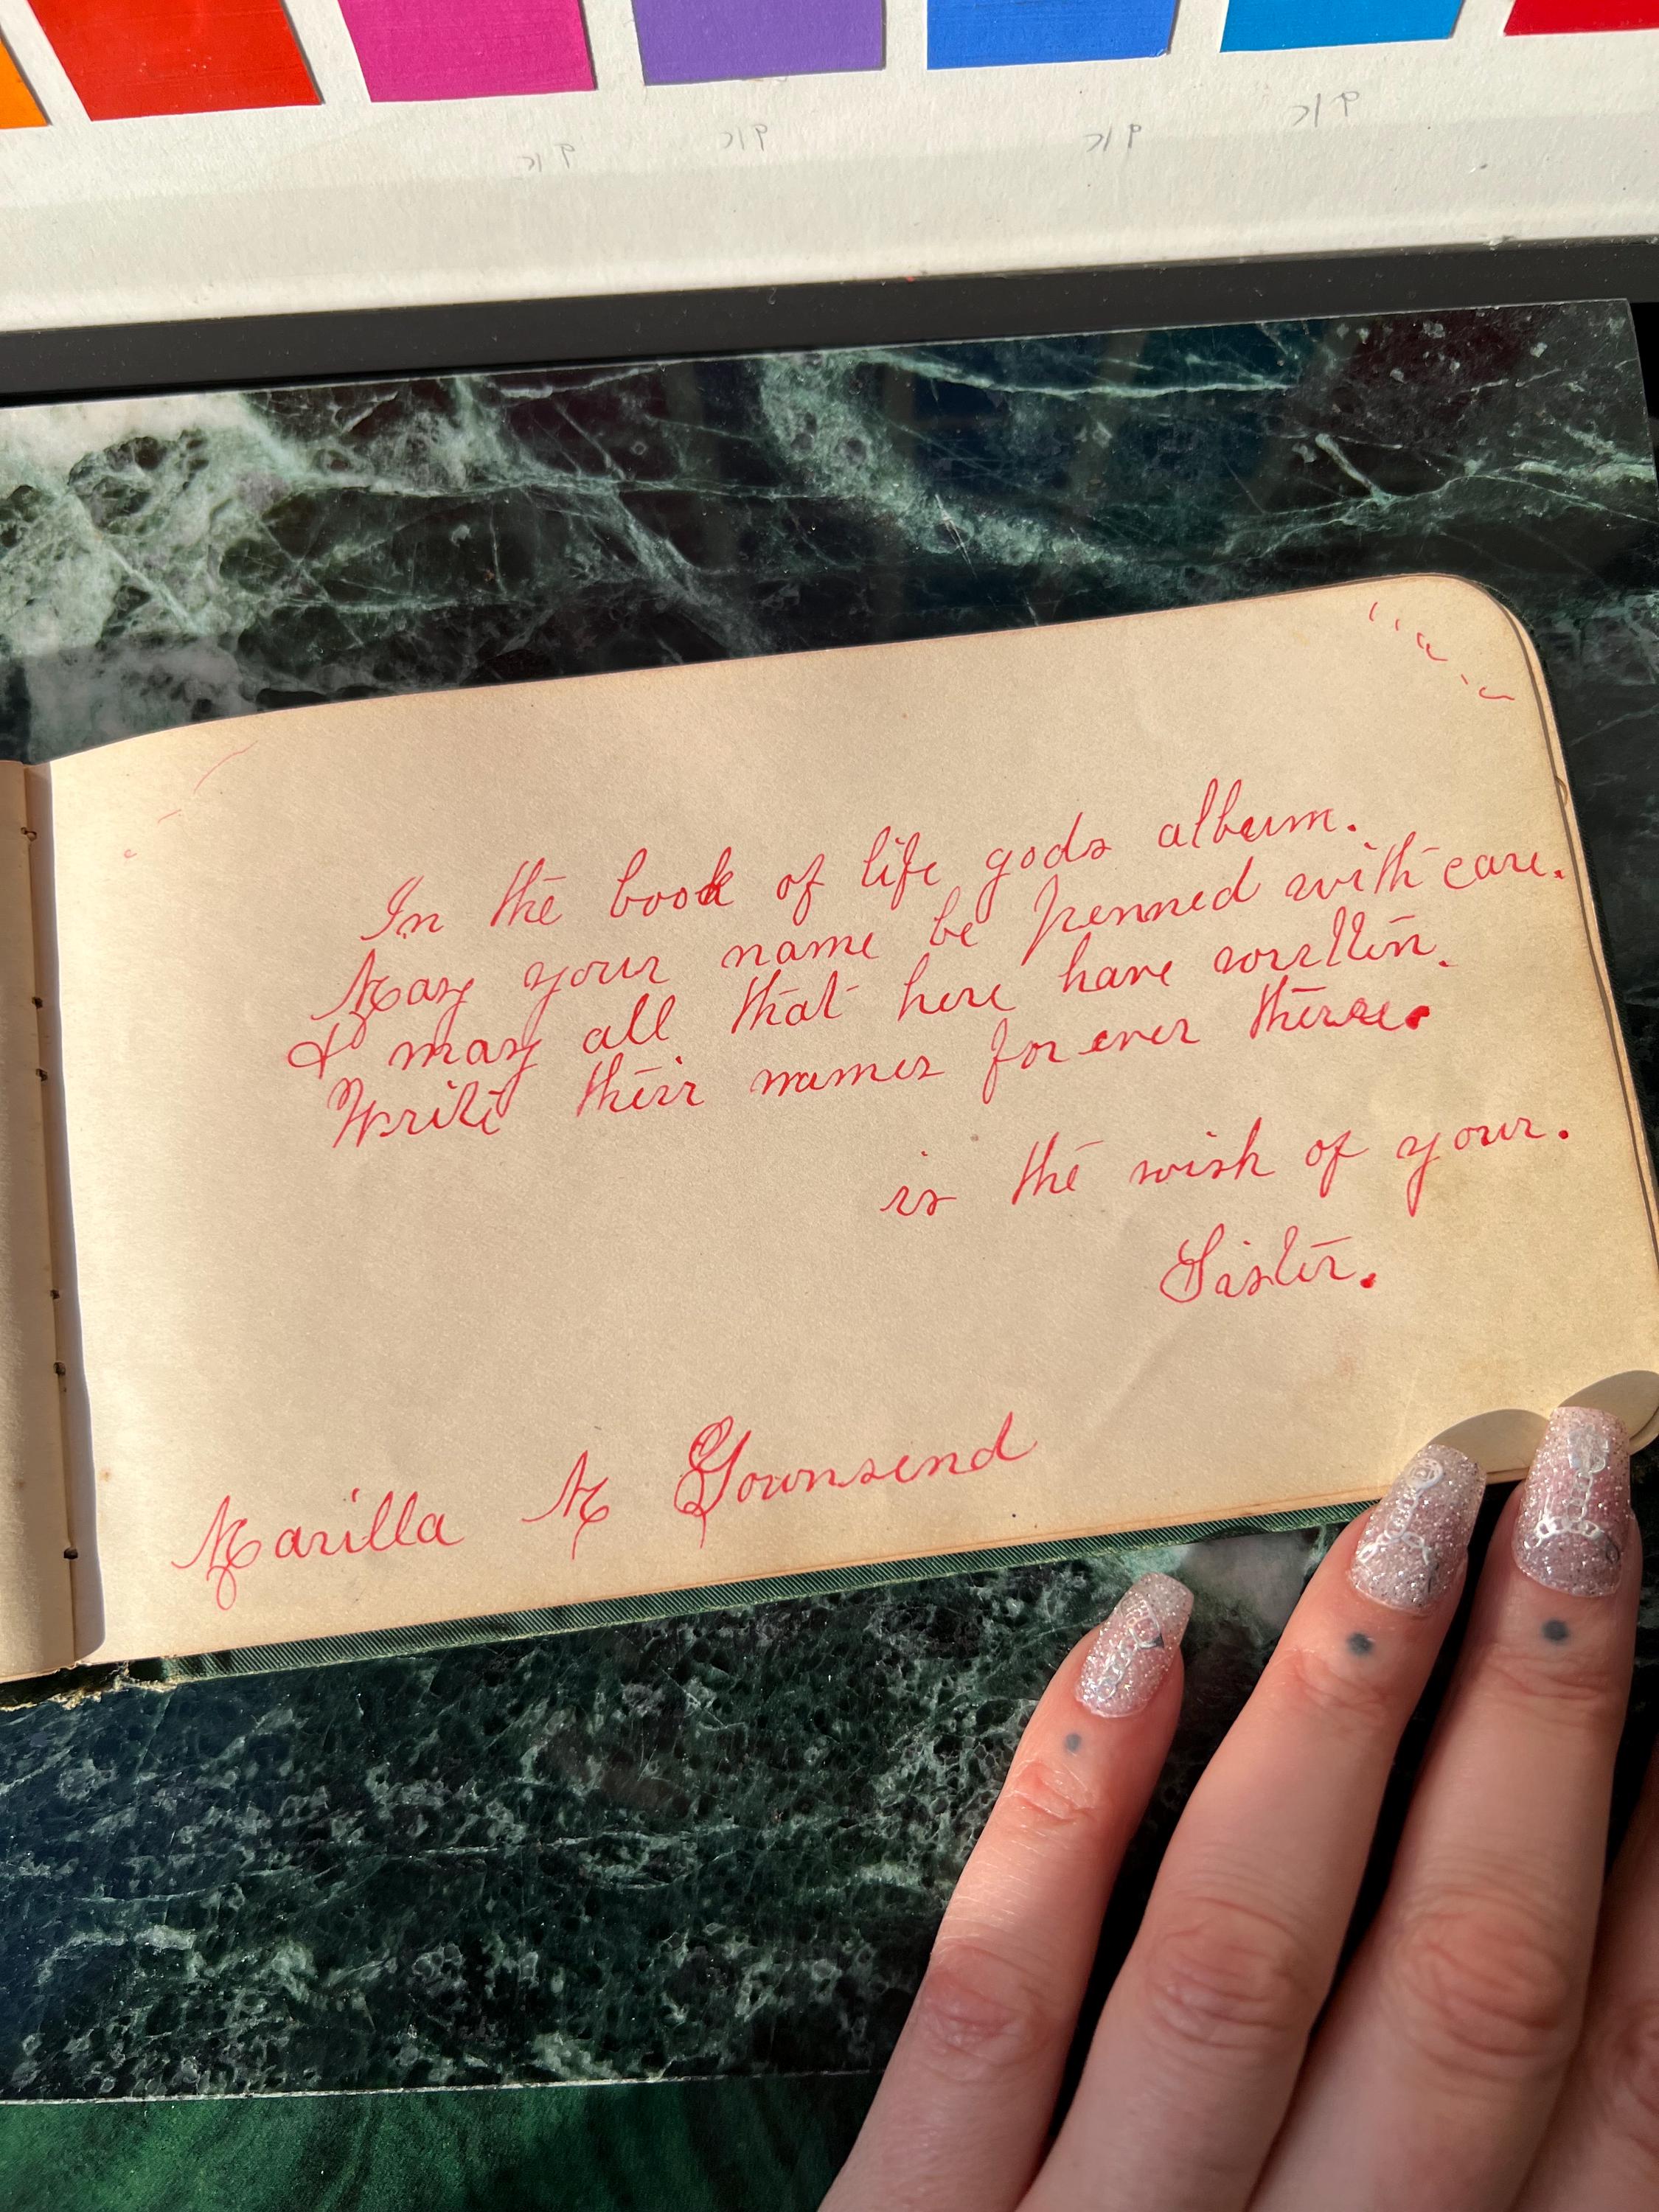 In the book of life gods album.
May your name be penned with care.
& may all that here have written.
Write their names forever there.
is the wish of your.
Sister.
Marilla M Townsend